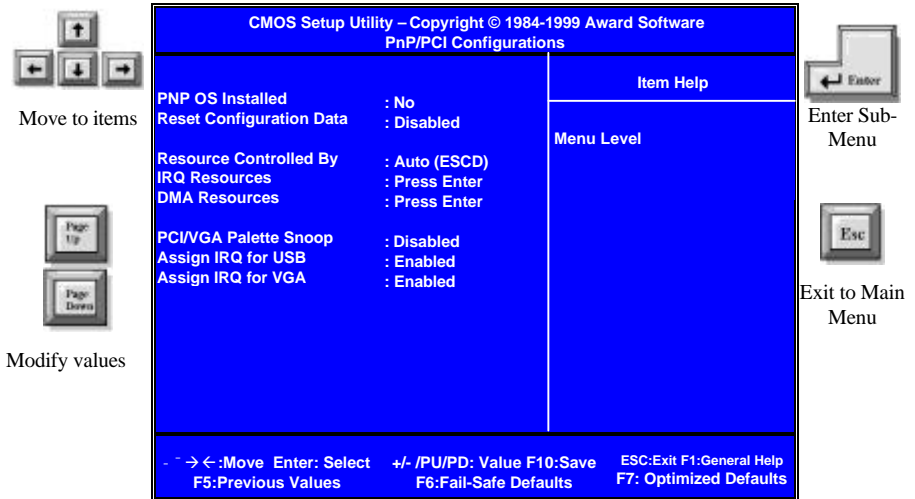 CMOS Setup Utility – Copyright © 1984-1999 Award Software
PnP/PCI Configurations
Item Help
PNP OS Installed : No
Reset Configuration Data : Disabled
Menu Level
Resource Controlled By : Auto (ESCD)
IRQ Resources : Press Enter
DMA Resources : Press Enter
PCI/VGA Palette Snoop : Disabled
Assign IRQ for USB : Enabled
Assign IRQ for VGA : Enabled
- ¯ → ← :Move Enter: Select +/- /PU/PD: Value F10:Save ESC:Exit F1:General Help
F5:Previous Values F6:Fail-Safe Defaults F7: Optimized Defaults
Move to items
Page
Up
Page
Down
Modify values
Enter
Enter Sub-
Menu
Esc
Exit to Main
Menu